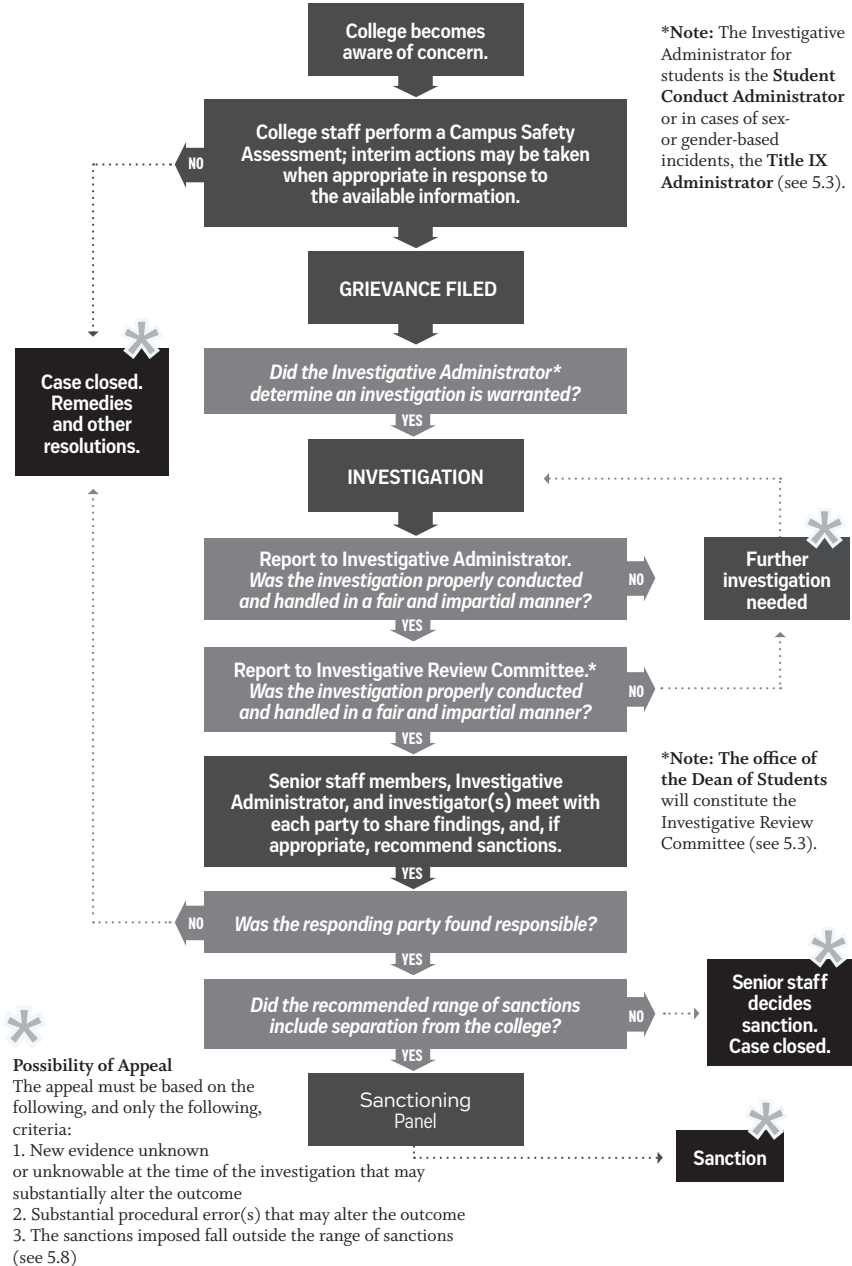 College becomes
aware of concern.
*Note: The Investigative
Administrator for
students is the Student
Conduct Administrator
or in cases of sex-
or gender-based
incidents, the Title IX
Administrator (see 5.3).
College staff perform a Campus Safety
Assessment; interim actions may be taken
when appropriate in response to
the available information.
NO
GRIEVANCE FILED
*
Case closed.
Remedies
and other
resolutions.
Did the Investigative Administrator*
determine an investigation is warranted?
YES
INVESTIGATION
Report to Investigative Administrator.
Was the investigation properly conducted
and handled in a fair and impartial manner?
NO
*
Further
investigation
needed
YES
Report to Investigative Review Committee.*
Was the investigation properly conducted
and handled in a fair and impartial manner?
NO
YES
Senior staff members, Investigative
Administrator, and investigator(s) meet with
each party to share findings, and, if
appropriate, recommend sanctions.
*Note: The office of
the Dean of Students
will constitute the
Investigative Review
Committee (see 5.3).
YES
NO
Was the responding party found responsible?
YES
Did the recommended range of sanctions
include separation from the college?
NO
*
Senior staff
decides
sanction.
Case closed.
YES
Sanctioning
Panel
*
Sanction
*
Possibility of Appeal
The appeal must be based on the
following, and only the following,
criteria:
1. New evidence unknown
or unknowable at the time of the investigation that may
substantially alter the outcome
2. Substantial procedural error(s) that may alter the outcome
3. The sanctions imposed fall outside the range of sanctions
(see 5.8)